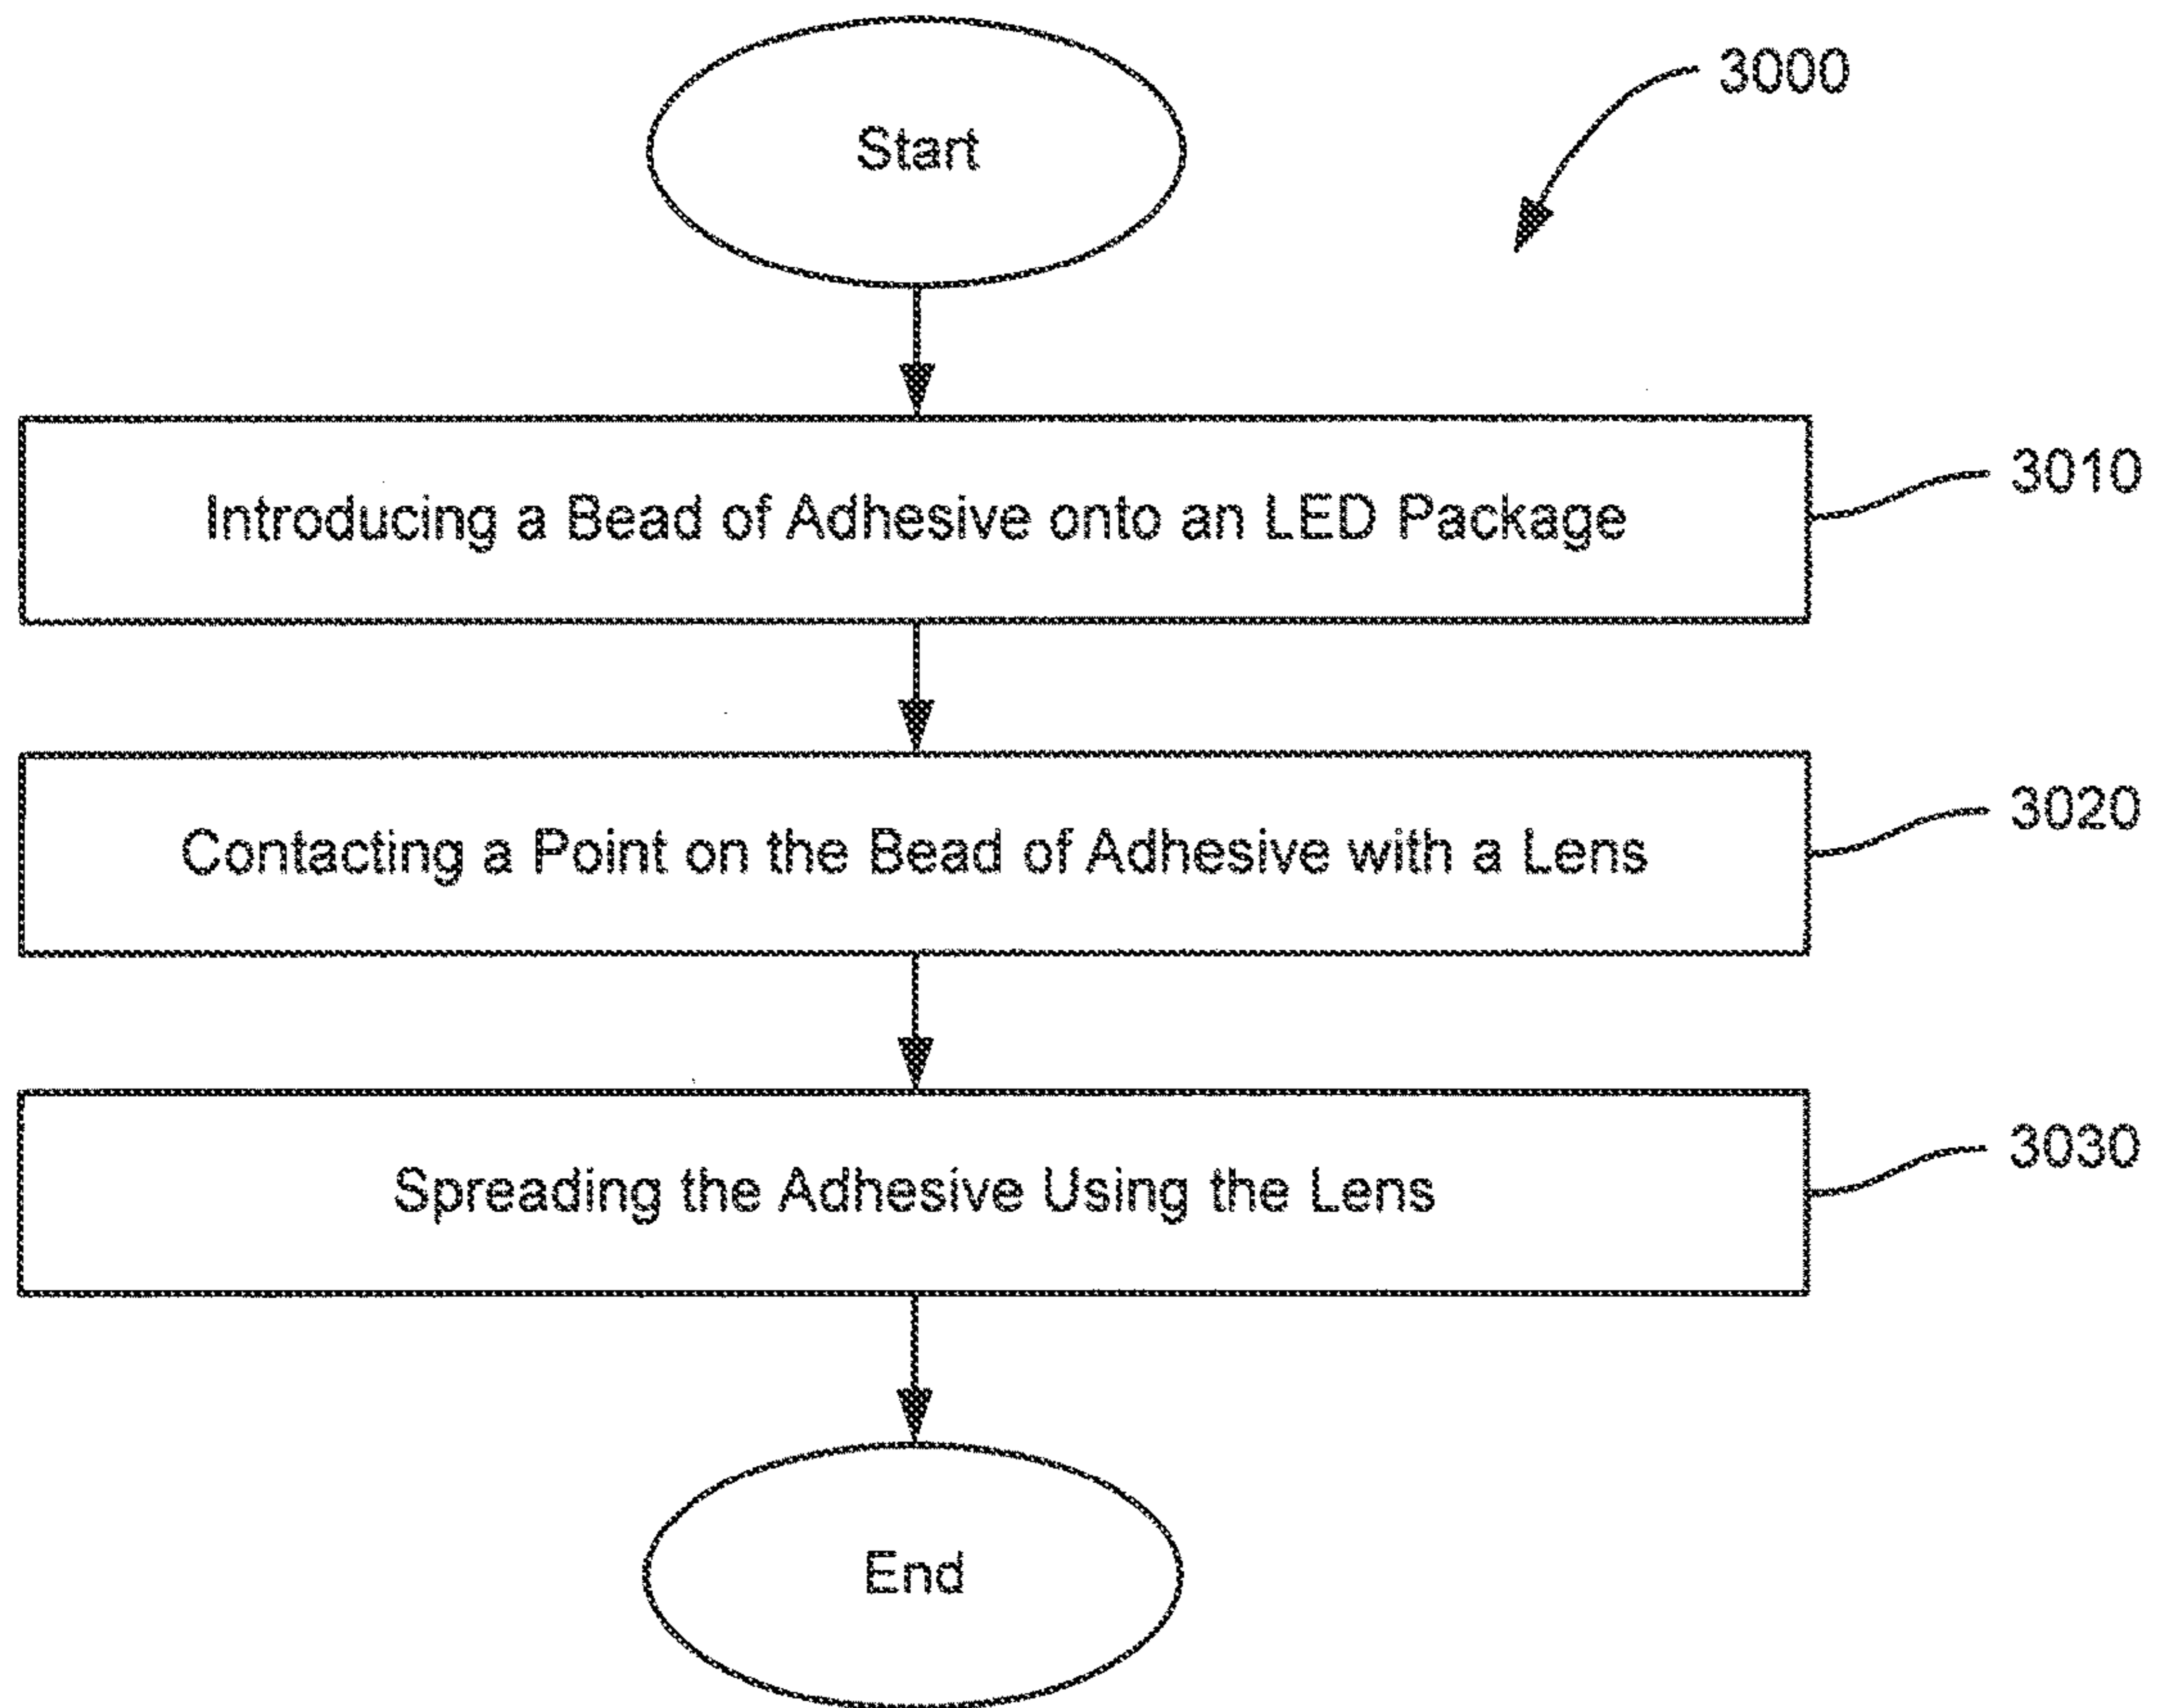 Start
3000
Introducing a Bead of Adhesive onto an LED Package
3010
Contacting a Point on the Bead of Adhesive with a Lens
3020
Spreading the Adhesive Using the Lens
3030
End